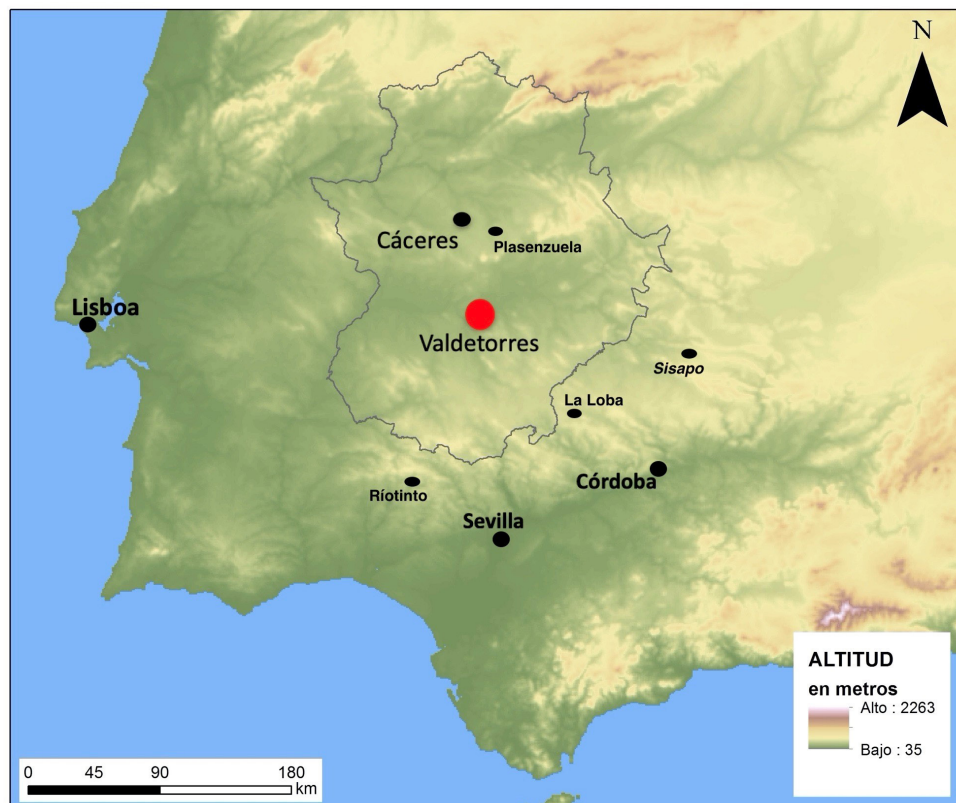 N
Cáceres
Plasenzuela
Lisboa
Valdetorres
Sisapo
La Loba
Córdoba
Ríotinto
Sevilla
ALTITUD
en metros
Alto : 2263
Bajo : 35
0 45 90 180
km